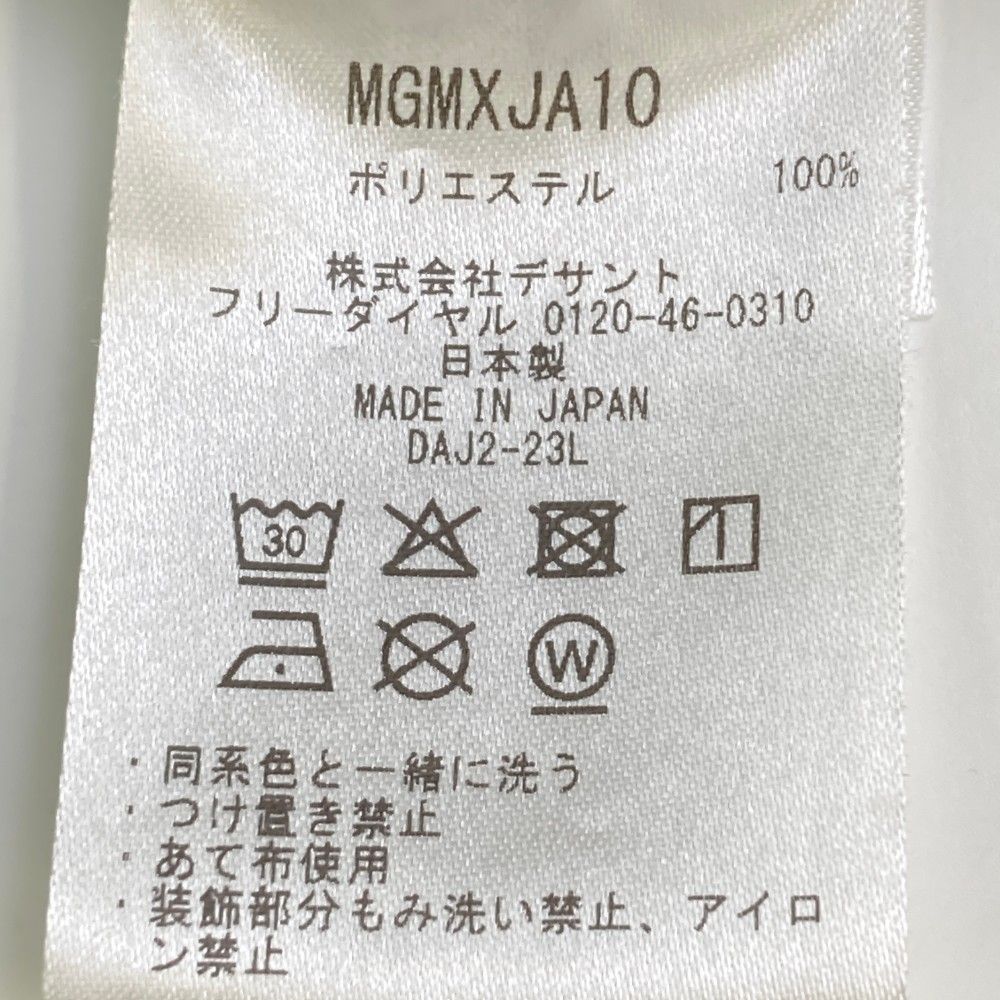 MGMXJA10
ポリエステル 100%
株式会社デサント
フリーダイヤル 0120-46-0310
日本製
MADE IN JAPAN
DAJ2-23L
30
W
・同系色と一緒に洗う
・つけ置き禁止
・あて布使用
・装飾部分もみ洗い禁止、アイロ
ン禁止